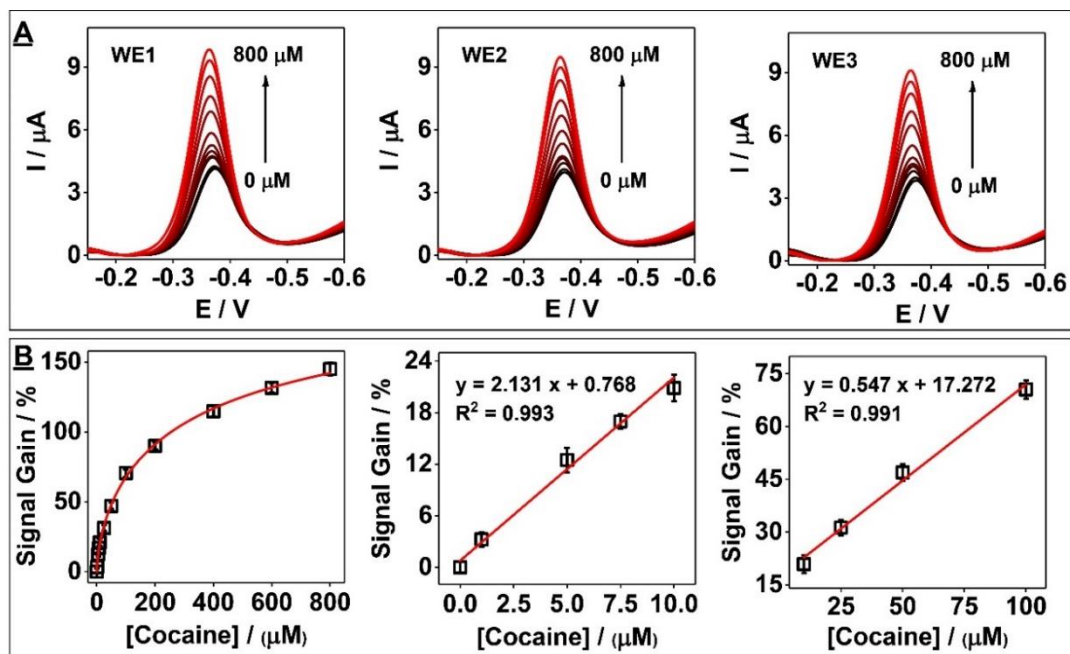 A
WE1
800 μM
0 μM
I / μA
9
6
3
0
-0.2 -0.3 -0.4 -0.5 -0.6
E / V
WE2
800 μM
0 μM
I / μA
9
6
3
0
-0.2 -0.3 -0.4 -0.5 -0.6
E / V
WE3
800 μM
0 μM
I / μA
9
6
3
0
-0.2 -0.3 -0.4 -0.5 -0.6
E / V
B
Signal Gain / %
150
100
50
0
0 200 400 600 800
[Cocaine] / (μM)
y = 2.131 x + 0.768
R² = 0.993
Signal Gain / %
24
18
12
6
0
0.0 2.5 5.0 7.5 10.0
[Cocaine] / (μM)
y = 0.547 x + 17.272
R² = 0.991
Signal Gain / %
75
60
45
30
15
25 50 75 100
[Cocaine] / (μM)